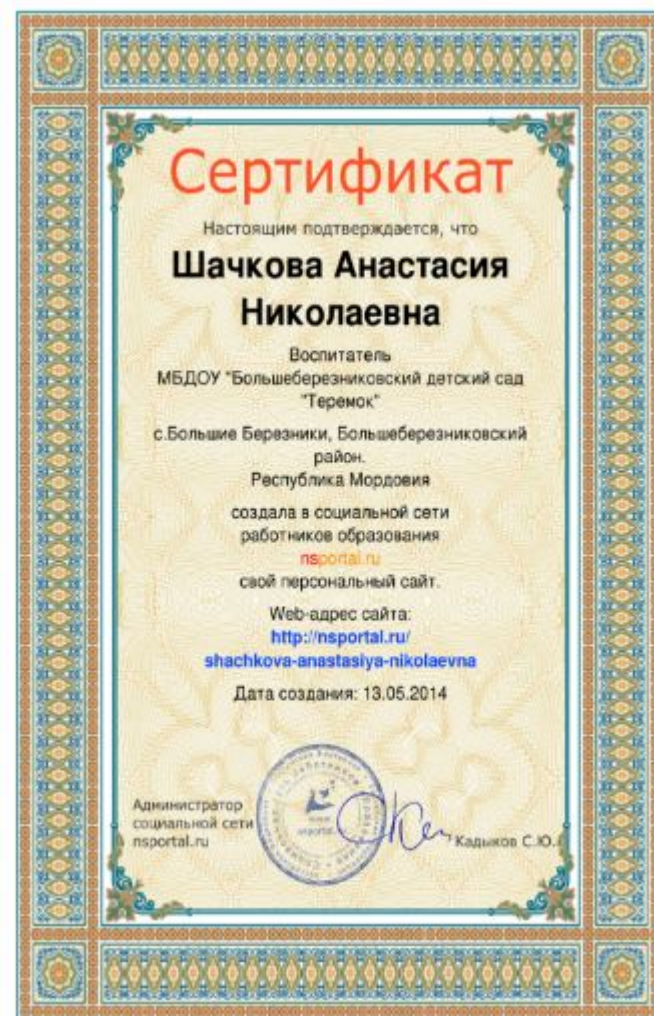 Сертификат
Настоящим подтверждается, что
Шачкова Анастасия
Николаевна
Воспитатель
МБДОУ "Большеберезниковский детский сад
"Теремок"
с.Большие Березники, Большеберезниковский
район.
Республика Мордовия
создала в социальной сети
работников образования
nsportal.ru
свой персональный сайт.
Web-адрес сайта:
http://nsportal.ru/
shachkova-anastasiya-nikolaevna
Дата создания: 13.05.2014
Администратор
социальной сети
nsportal.ru
Кадыков С.Ю.